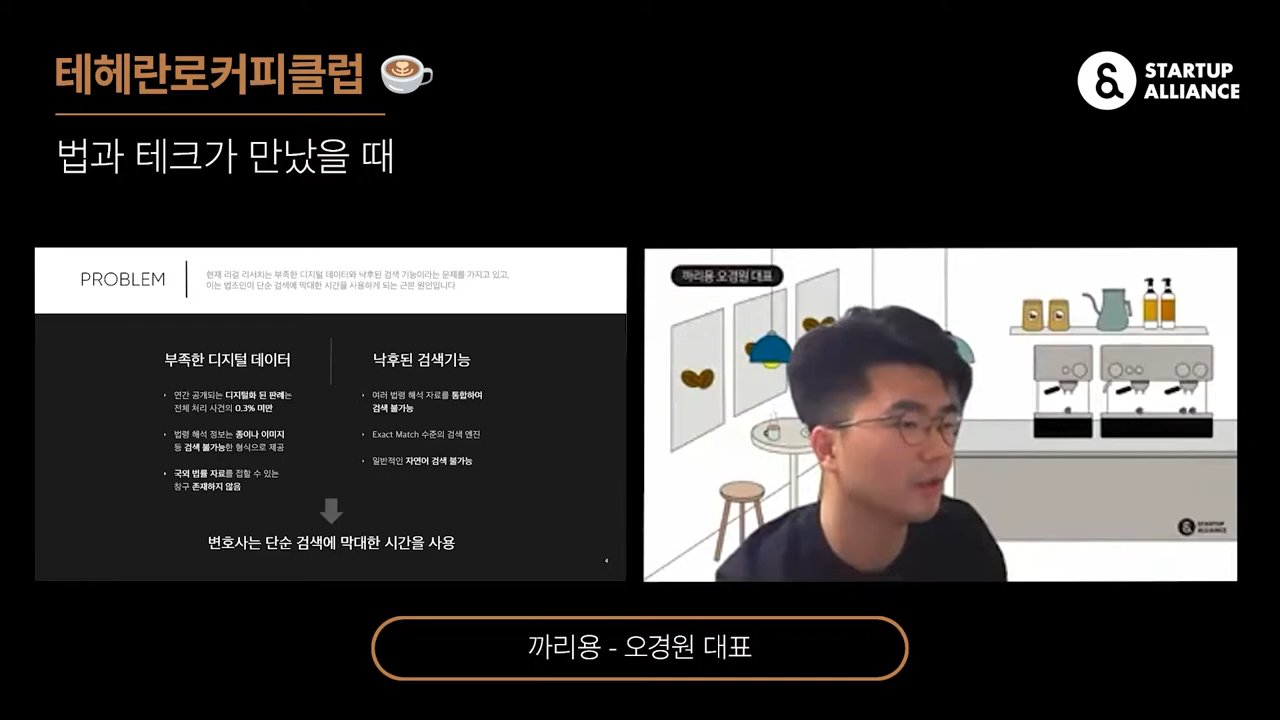 테헤란로커피클럽
STARTUP
ALLIANCE
법과 테크가 만났을 때
PROBLEM
현재 리걸 리서치는 부족한 디지털 데이터와 낙후된 검색 기능이라는 문제를 가지고 있고,
이는 법조인이 단순 검색에 막대한 시간을 사용하게 되는 근본 원인입니다
부족한 디지털 데이터
연간 공개되는 디지털화 된 판례는
전체 처리 사건의 0.3% 미만
법령 해석 정보는 종이나 이미지
등 검색 불가능한 형식으로 제공
국외 법률 자료를 접할 수 있는
창구 존재하지 않음
낙후된 검색기능
여러 법령 해석 자료를 통합하여
검색 불가능
Exact Match 수준의 검색 엔진
일반적인 자연어 검색 불가능
변호사는 단순 검색에 막대한 시간을 사용
4
까리용 오경원 대표
STARTUP
ALLIANCE
까리용 - 오경원 대표